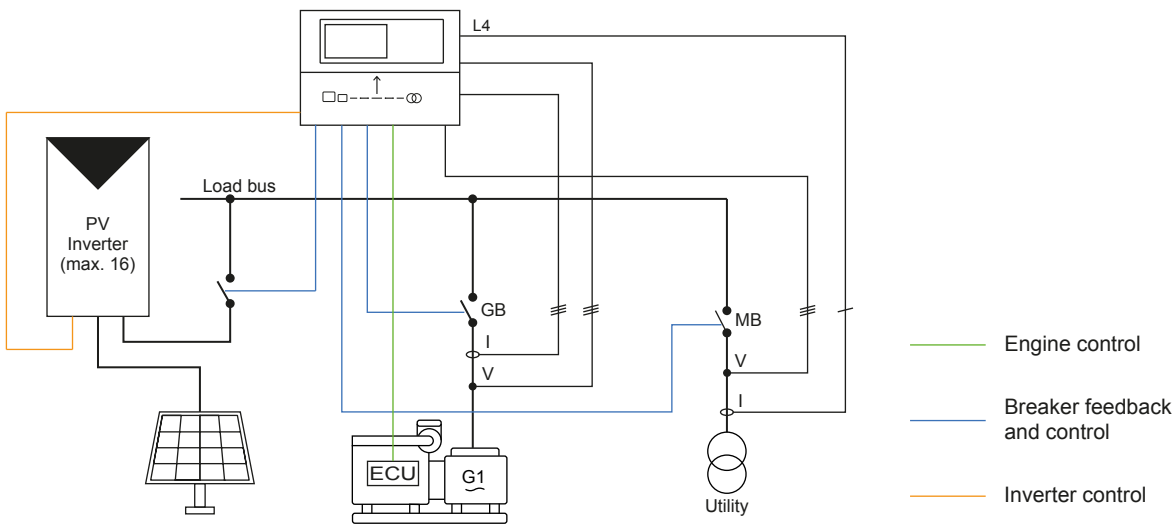 L4
Load bus
PV
Inverter
(max. 16)
GB
MB
I
V
V
I
ECU
G1
Utility
Engine control
Breaker feedback
and control
Inverter control